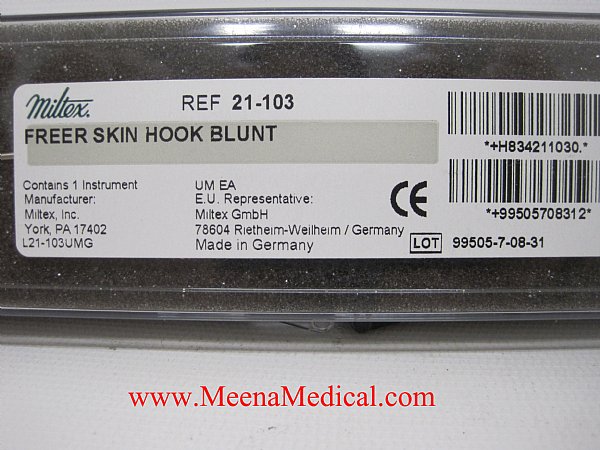 Miltex. REF 21-103
FREER SKIN HOOK BLUNT
*+H834211030.*
Contains 1 Instrument
Manufacturer:
Miltex, Inc.
York, PA 17402
L21-103UMG
UM EA
E.U. Representative:
Miltex GmbH
78604 Rietheim-Weilheim / Germany
Made in Germany
CE
*+99505708312*
LOT 99505-7-08-31
www.MeenaMedical.com